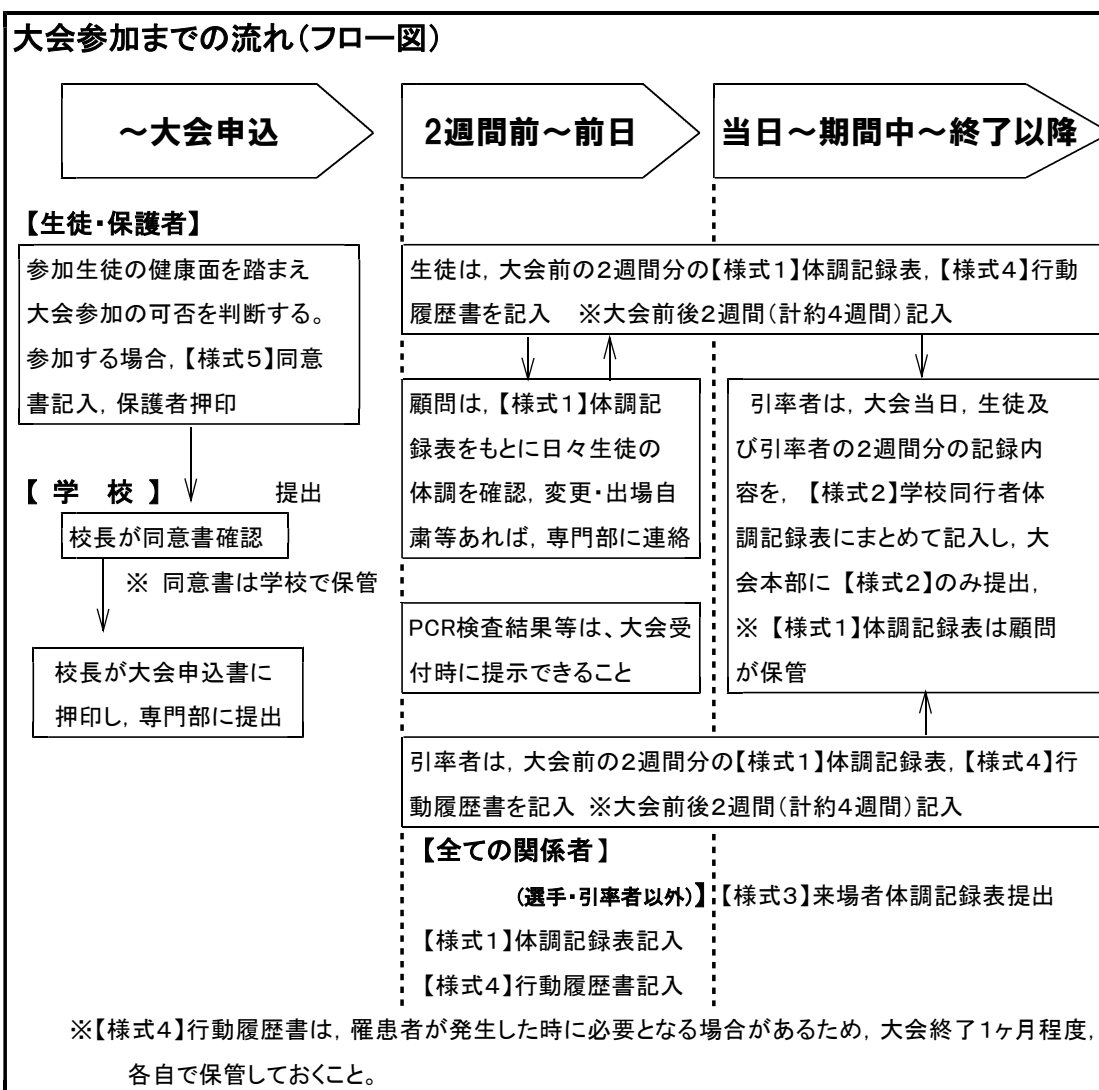 大会参加までの流れ（フロー図）
～大会申込
2週間前～前日
当日～期間中～終了以降
【生徒・保護者】
参加生徒の健康面を踏まえ
大会参加の可否を判断する。
参加する場合，【様式５】同意
書記入，保護者押印
【 学　校 】
提出
校長が同意書確認
※ 同意書は学校で保管
校長が大会申込書に
押印し，専門部に提出
生徒は，大会前の２週間分の【様式１】体調記録表，【様式４】行動
履歴書を記入　※大会前後２週間（計約４週間）記入
顧問は，【様式１】体調記
録表をもとに日々生徒の
体調を確認，変更・出場自
粛等あれば，専門部に連絡
PCR検査結果等は、大会受
付時に提示できること
引率者は，大会当日，生徒及
び引率者の２週間分の記録内
容を，【様式２】学校同行者体
調記録表にまとめて記入し，大
会本部に【様式２】のみ提出，
※【様式１】体調記録表は顧問
が保管
引率者は，大会前の２週間分の【様式１】体調記録表，【様式４】行
動履歴書を記入 ※大会前後２週間（計約４週間）記入
【全ての関係者】
（選手・引率者以外）】
【様式３】来場者体調記録表提出
【様式１】体調記録表記入
【様式４】行動履歴書記入
※【様式４】行動履歴書は，罹患者が発生した時に必要となる場合があるため，大会終了１ヶ月程度，
各自で保管しておくこと。